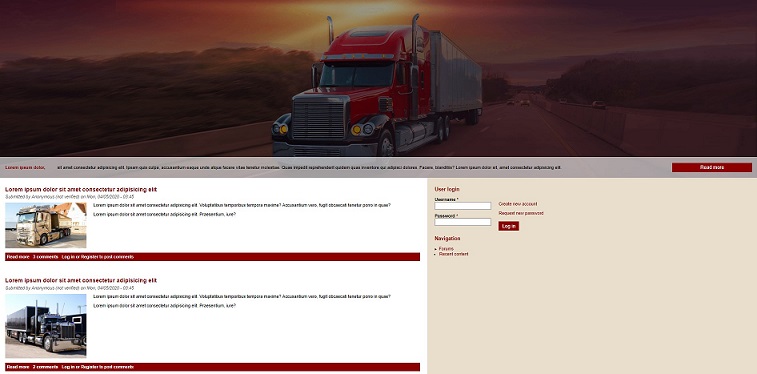 Lorem ipsum dolor, sit amet consectetur adipisicing elit. Ipsam quis culpa, accusantium eaque unde atque facere vitae tenetur molestias. Quas impedit reprehenderit quidem quasi inventore qui adipisci dolores. Facere, blanditiis? Lorem ipsum dolor sit, amet consectetur adipisicing elit. Read more
Lorem ipsum dolor sit amet consectetur adipisicing elit
Submitted by Anonymous (not verified) on Mon, 04/05/2020 - 03:45
Lorem ipsum dolor sit amet consectetur adipisicing elit. Voluptatibus temporibus tempore maxime? Accusantium vero, fugit obcaecati tenetur porro in quae?
Lorem ipsum dolor sit amet consectetur adipisicing elit. Praesentium, iure?
Read more 3 comments Log in or Register to post comments
Lorem ipsum dolor sit amet consectetur adipisicing elit
Submitted by Anonymous (not verified) on Mon, 04/05/2020 - 03:45
Lorem ipsum dolor sit amet consectetur adipisicing elit. Voluptatibus temporibus tempore maxime? Accusantium vero, fugit obcaecati tenetur porro in quae?
Lorem ipsum dolor sit amet consectetur adipisicing elit. Praesentium, iure?
Read more 2 comments Log in or Register to post comments
User login
Username *
Password *
Create new account
Request new password
Log in
Navigation
Forums
Recent content